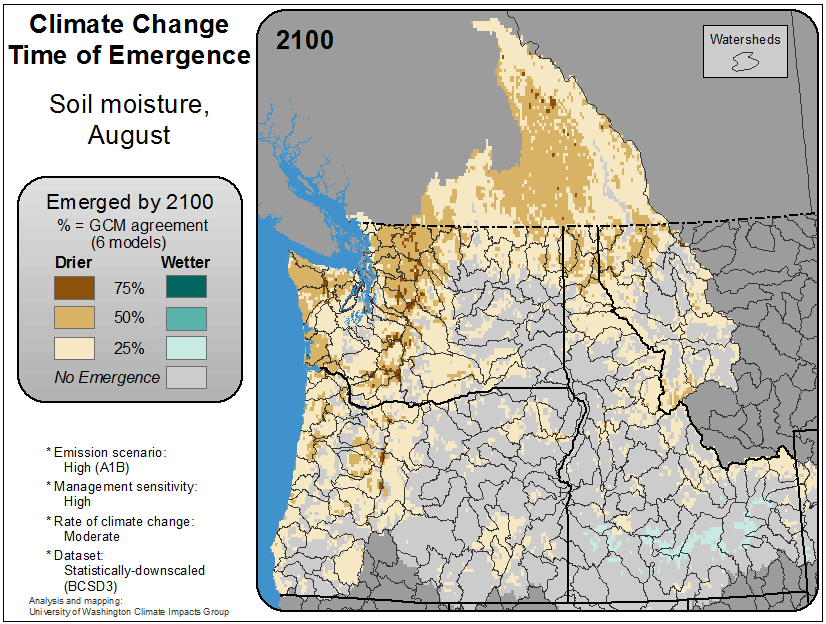 Climate Change
Time of Emergence
Soil moisture,
August
Emerged by 2100
% = GCM agreement
(6 models)
Drier Wetter
75%
50%
25%
No Emergence
* Emission scenario:
High (A1B)
* Management sensitivity:
High
* Rate of climate change:
Moderate
* Dataset:
Statistically-downscaled
(BCSD3)
Analysis and mapping:
University of Washington Climate Impacts Group
2100
Watersheds